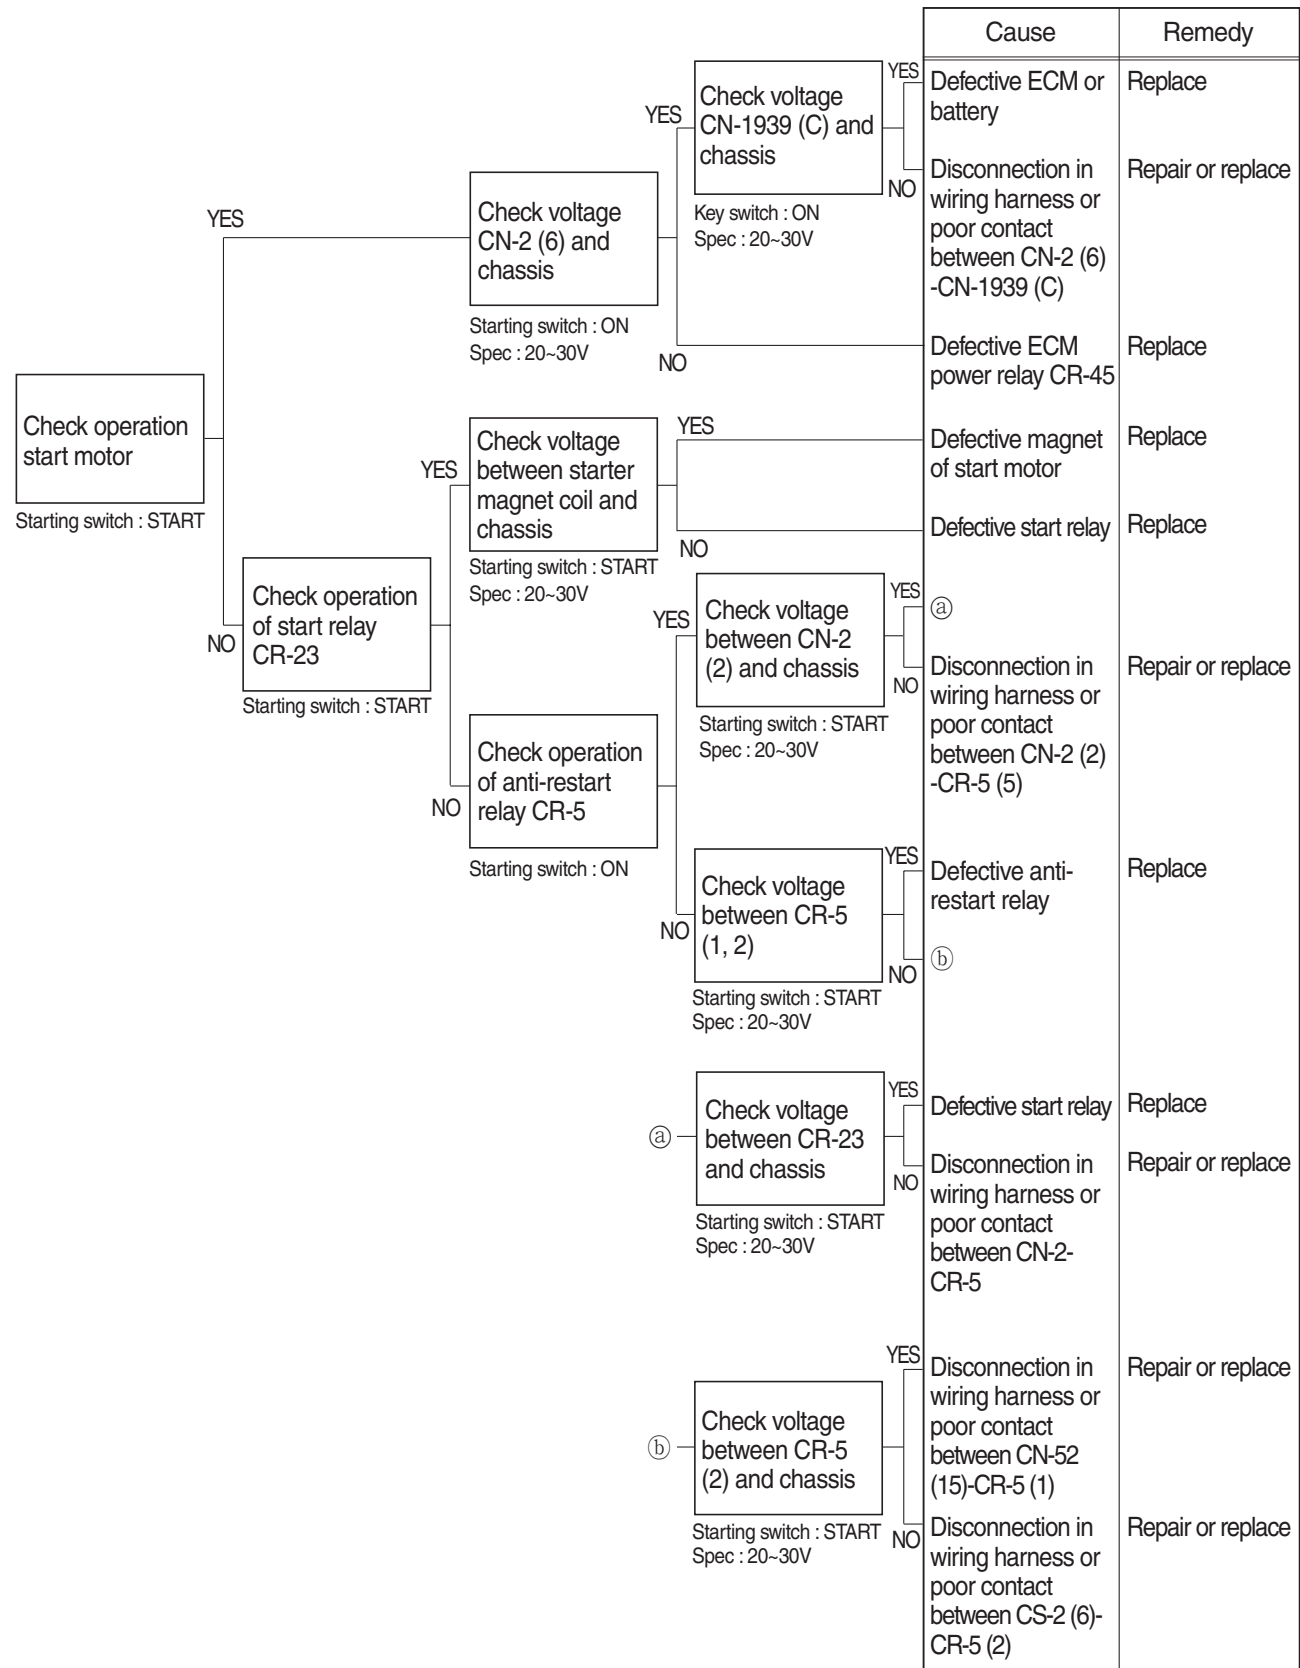 Cause
Remedy
YES
Check voltage
CN-1939 (C) and
chassis
YES
NO
Key switch : ON
Spec : 20~30V
Defective ECM or
battery
Replace
Disconnection in
wiring harness or
poor contact
between CN-2 (6)
-CN-1939 (C)
Repair or replace
YES
Check voltage
CN-2 (6) and
chassis
Starting switch : ON
Spec : 20~30V
NO
Defective ECM
power relay CR-45
Replace
Check operation
start motor
Starting switch : START
YES
Check voltage
between starter
magnet coil and
chassis
Starting switch : START
Spec : 20~30V
YES
NO
Defective magnet
of start motor
Replace
Defective start relay
Replace
NO
Check operation
of start relay
CR-23
Starting switch : START
YES
Check voltage
between CN-2
(2) and chassis
Starting switch : START
Spec : 20~30V
YES
NO
ⓐ
Disconnection in
wiring harness or
poor contact
between CN-2 (2)
-CR-5 (5)
Repair or replace
NO
Check operation
of anti-restart
relay CR-5
Starting switch : ON
NO
Check voltage
between CR-5
(1, 2)
Starting switch : START
Spec : 20~30V
YES
NO
Defective anti-
restart relay
Replace
ⓑ
ⓐ
Check voltage
between CR-23
and chassis
Starting switch : START
Spec : 20~30V
YES
NO
Defective start relay
Replace
Disconnection in
wiring harness or
poor contact
between CN-2-
CR-5
Repair or replace
ⓑ
Check voltage
between CR-5
(2) and chassis
Starting switch : START
Spec : 20~30V
YES
NO
Disconnection in
wiring harness or
poor contact
between CN-52
(15)-CR-5 (1)
Repair or replace
Disconnection in
wiring harness or
poor contact
between CS-2 (6)-
CR-5 (2)
Repair or replace